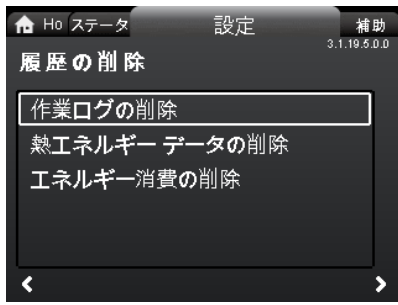 Ho ステータ 設定 補助
3.1.19.5.0.0
履歴の削除
作業ログの削除
熱エネルギー データの削除
エネルギー消費の削除